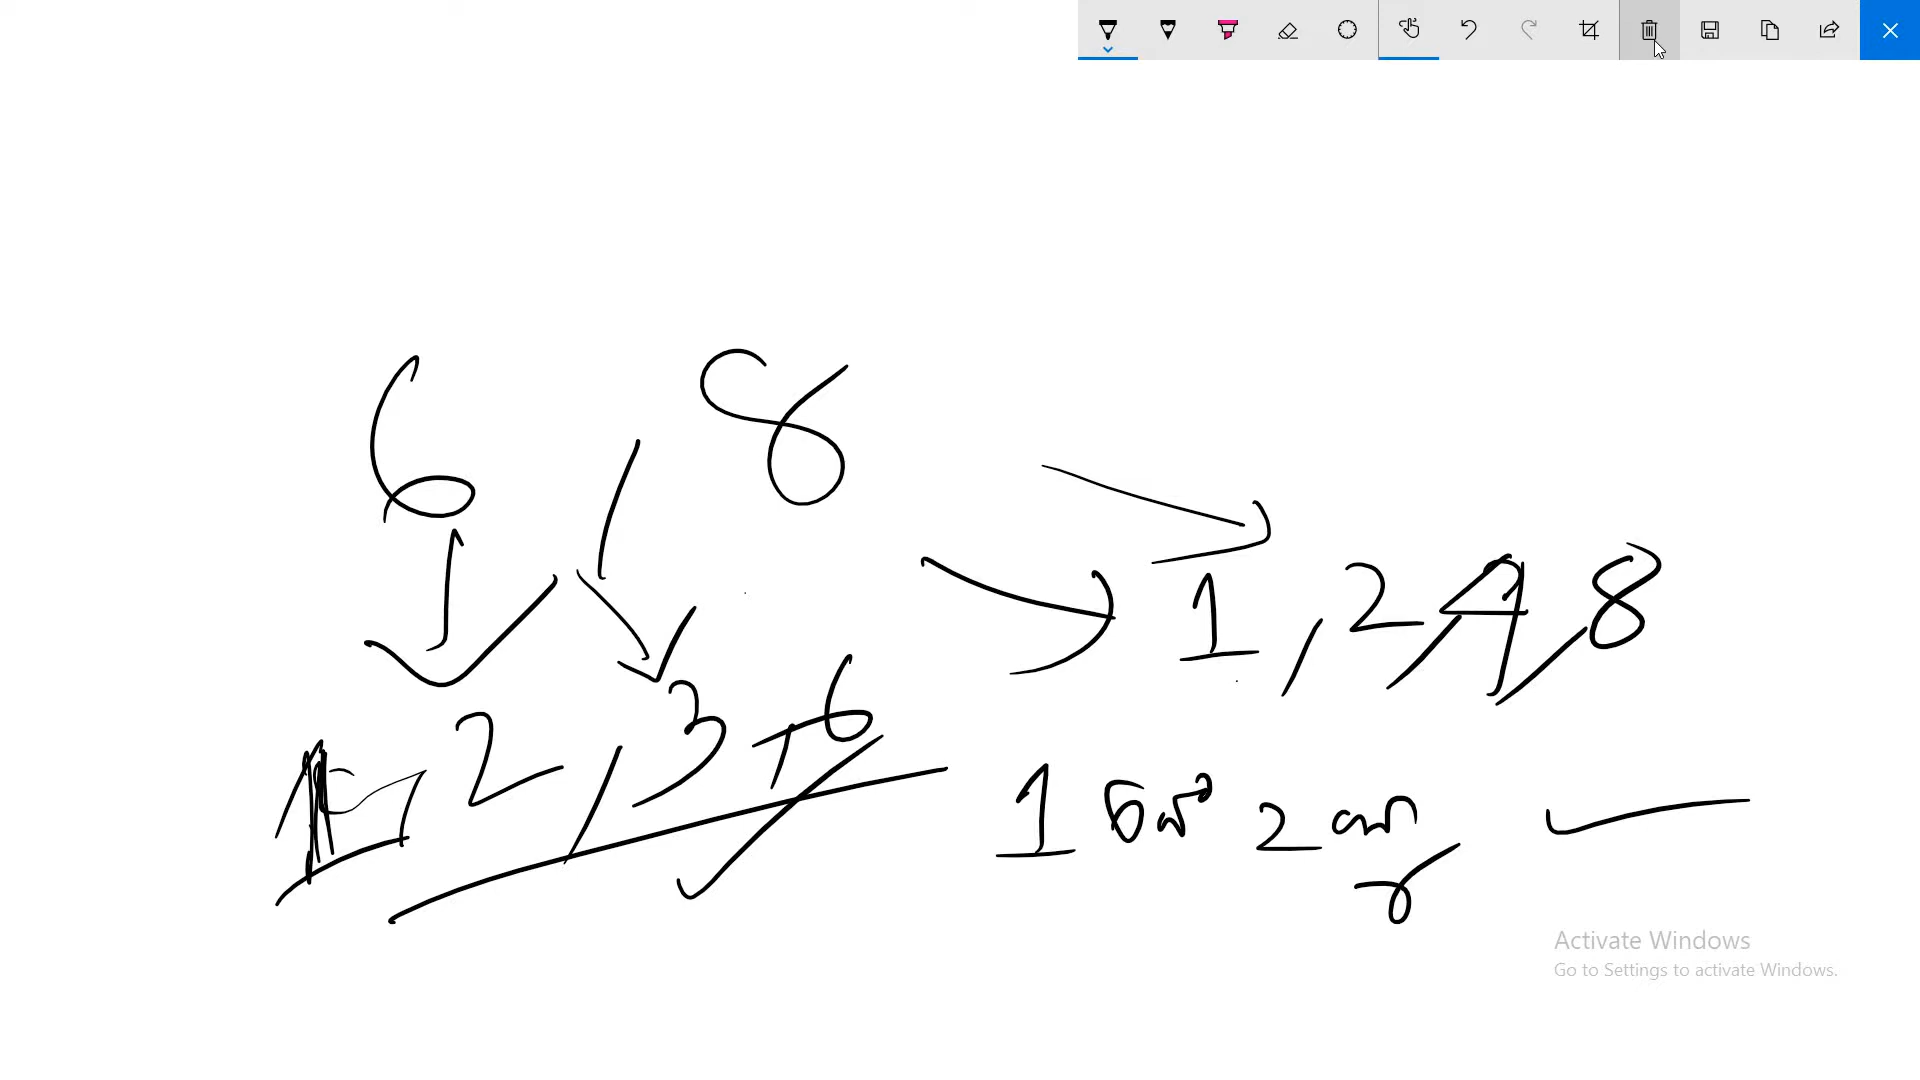 6, 8
1, 2, 4, 8
1 2, 3, 6
1 2
Activate Windows
Go to Settings to activate Windows.